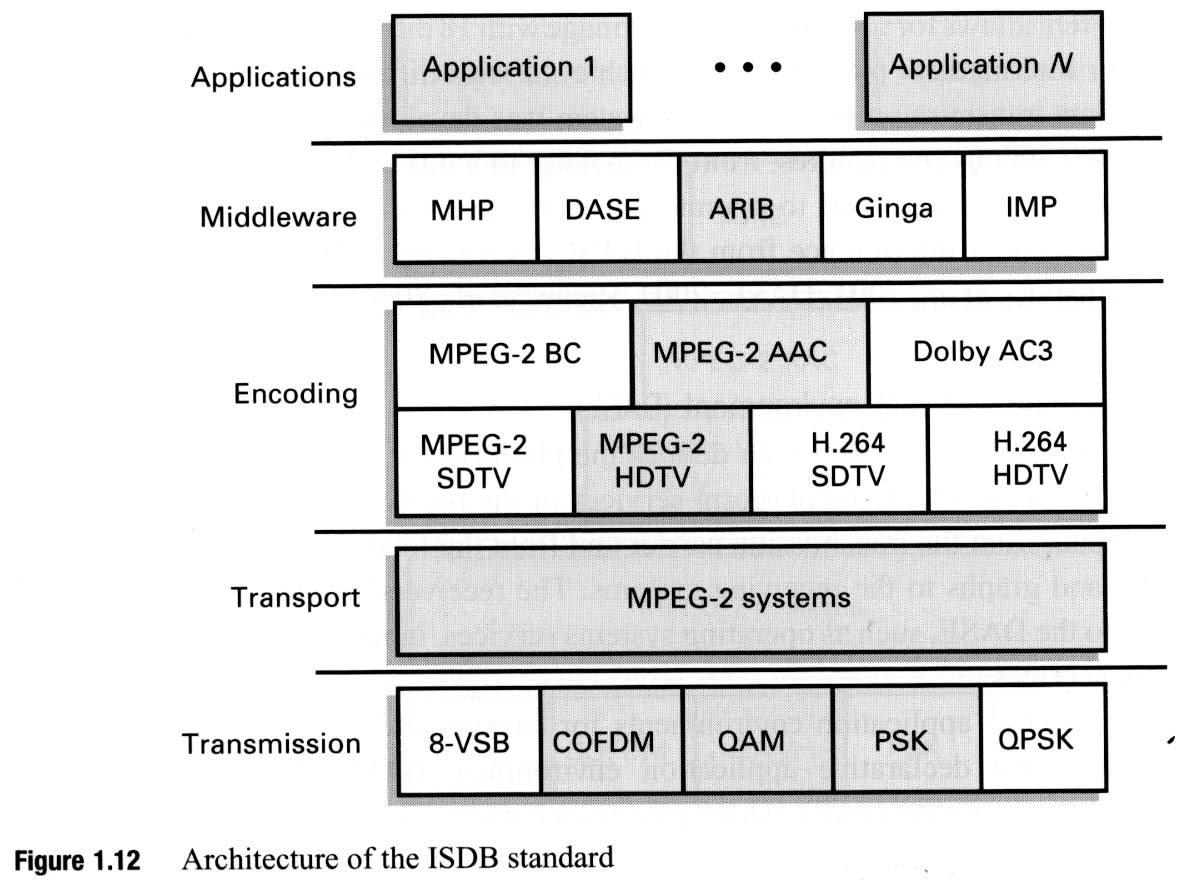 Applications
Application 1
• • •
Application N
Middleware
MHP
DASE
ARIB
Ginga
IMP
Encoding
MPEG-2 BC
MPEG-2 AAC
Dolby AC3
MPEG-2
SDTV
MPEG-2
HDTV
H.264
SDTV
H.264
HDTV
Transport
MPEG-2 systems
Transmission
8-VSB
COFDM
QAM
PSK
QPSK
Figure 1.12 Architecture of the ISDB standard